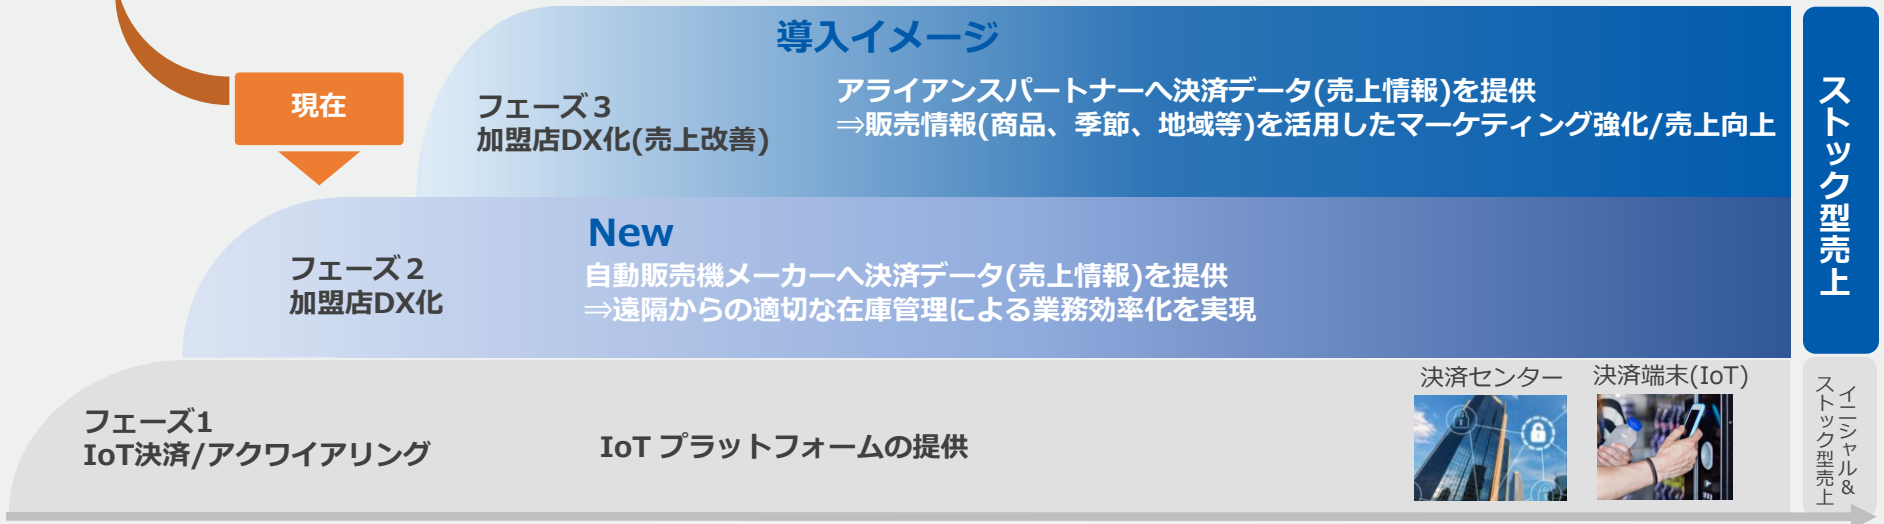 導入イメージ
現在
フェーズ３
加盟店DX化(売上改善)
アライアンスパートナーへ決済データ(売上情報)を提供
⇒販売情報(商品、季節、地域等)を活用したマーケティング強化/売上向上
ストック型売上
New
フェーズ２
加盟店DX化
自動販売機メーカーへ決済データ(売上情報)を提供
⇒遠隔からの適切な在庫管理による業務効率化を実現
フェーズ1
IoT決済/アクワイアリング
IoT プラットフォームの提供
決済センター
決済端末(IoT)
イニシャル&
ストック型売上